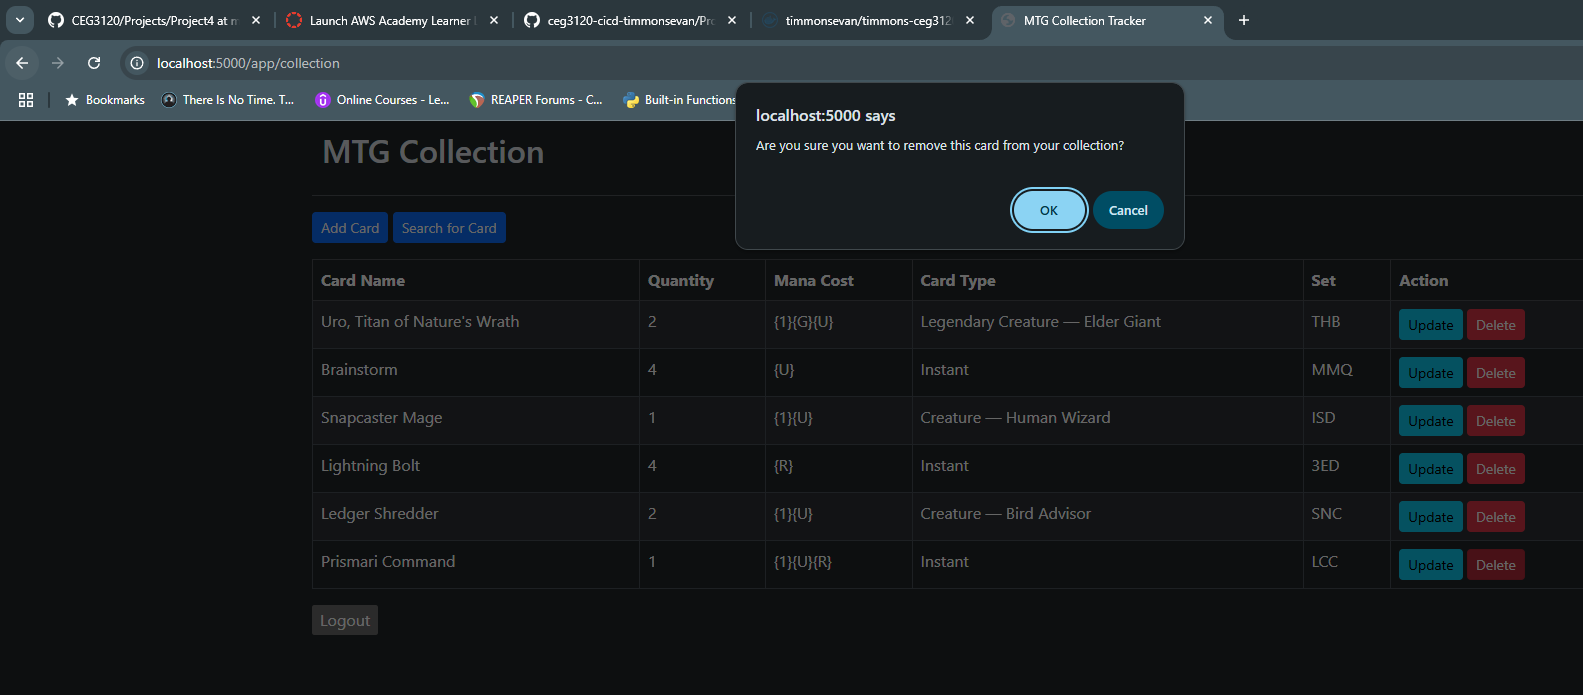 CEG3120/Projects/Project4 at m
Launch AWS Academy Learner
ceg3120-cicd-timmonsevan/Pro
timmonsevan/timmons-ceg312
MTG Collection Tracker
localhost:5000/app/collection
Bookmarks
There Is No Time. T...
Online Courses - Le...
REAPER Forums - C...
Built-in Functions
localhost:5000 says
Are you sure you want to remove this card from your collection?
OK Cancel
MTG Collection
Add Card Search for Card
Card Name Quantity Mana Cost Card Type Set Action
Uro, Titan of Nature's Wrath 2 {1}{G}{U} Legendary Creature — Elder Giant THB Update Delete
Brainstorm 4 {U} Instant MMQ Update Delete
Snapcaster Mage 1 {1}{U} Creature — Human Wizard ISD Update Delete
Lightning Bolt 4 {R} Instant 3ED Update Delete
Ledger Shredder 2 {1}{U} Creature — Bird Advisor SNC Update Delete
Prismari Command 1 {1}{U}{R} Instant LCC Update Delete
Logout